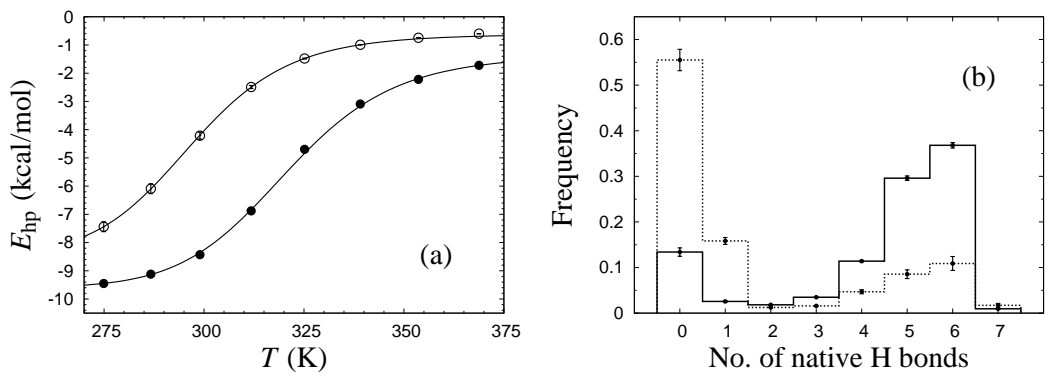 0
-1
-2
-3
-4
-5
-6
-7
-8
-9
-10
E_hp (kcal/mol)
(a)
275 300 325 350 375
T (K)
0.6
0.5
0.4
0.3
0.2
0.1
0
Frequency
(b)
0 1 2 3 4 5 6 7
No. of native H bonds